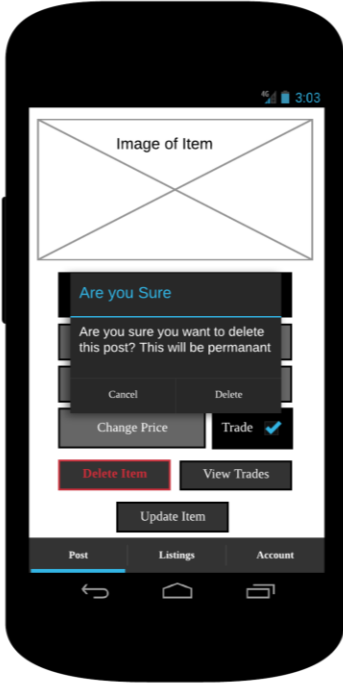 4G 3:03
Image of Item
Are you Sure
Are you sure you want to delete
this post? This will be permanant
Cancel Delete
Change Price Trade
Delete Item View Trades
Update Item
Post Listings Account